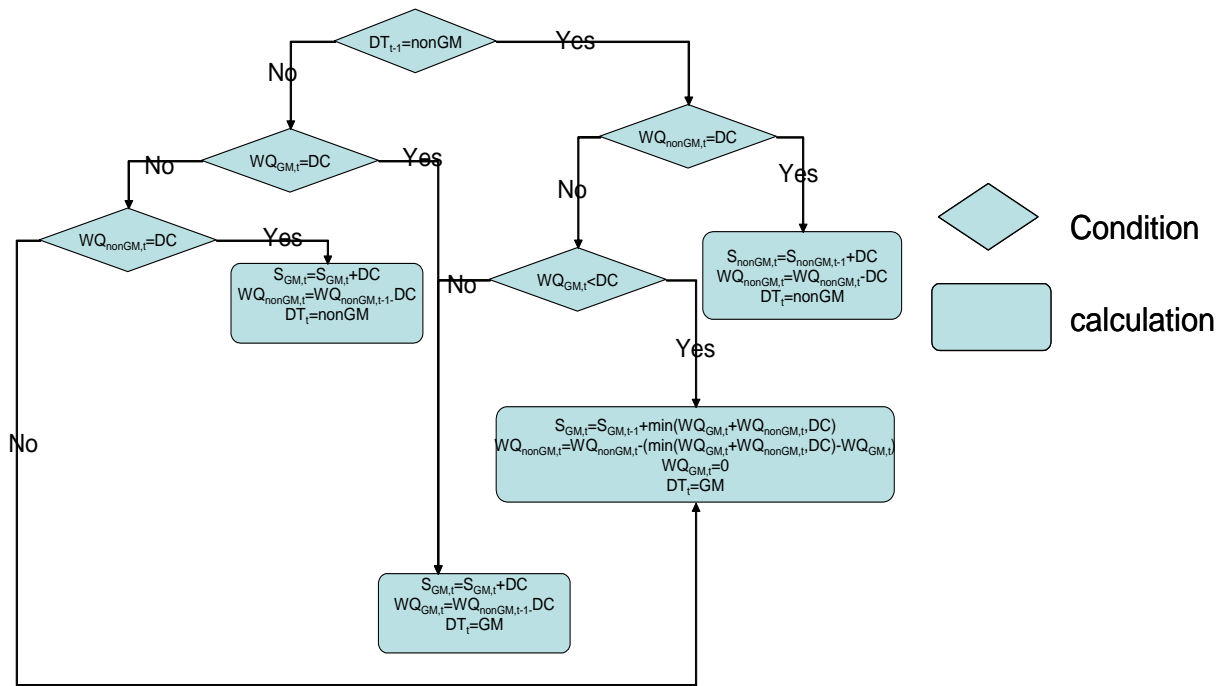 DT_{t-1}=nonGM
Yes
No
WQ_{nonGM,t}=DC
WQ_{GM,t}=DC
No
Yes
No
Yes
WQ_{nonGM,t}=DC
Yes
Condition
S_{nonGM,t}=S_{nonGM,t-1}+DC
WQ_{nonGM,t}=WQ_{nonGM,t}-DC
DT_t=nonGM
S_{GM,t}=S_{GM,t}+DC
WQ_{nonGM,t}=WQ_{nonGM,t-1-}DC
DT_t=nonGM
No
WQ_{GM,t}<DC
calculation
Yes
S_{GM,t}=S_{GM,t-1}+min(WQ_{GM,t}+WQ_{nonGM,t},DC)
WQ_{nonGM,t}=WQ_{nonGM,t}-(min(WQ_{GM,t}+WQ_{nonGM,t},DC)-WQ_{GM,t})
WQ_{GM,t}=0
DT_t=GM
No
S_{GM,t}=S_{GM,t}+DC
WQ_{GM,t}=WQ_{nonGM,t-1-}DC
DT_t=GM